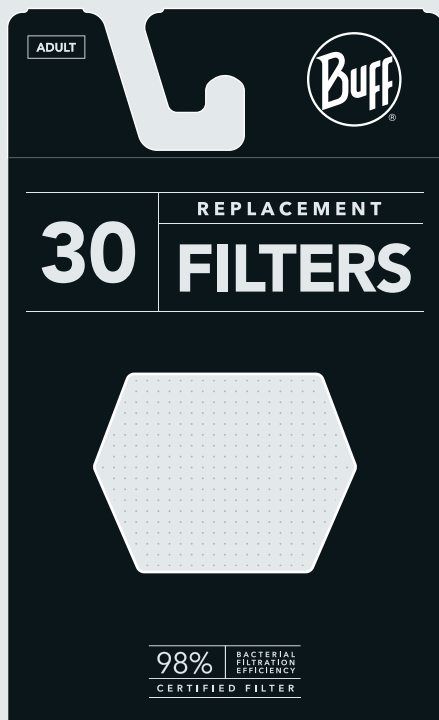 ADULT
BUFF
®
30
REPLACEMENT
FILTERS
98%
BACTERIAL
FILTRATION
EFFICIENCY
CERTIFIED FILTER